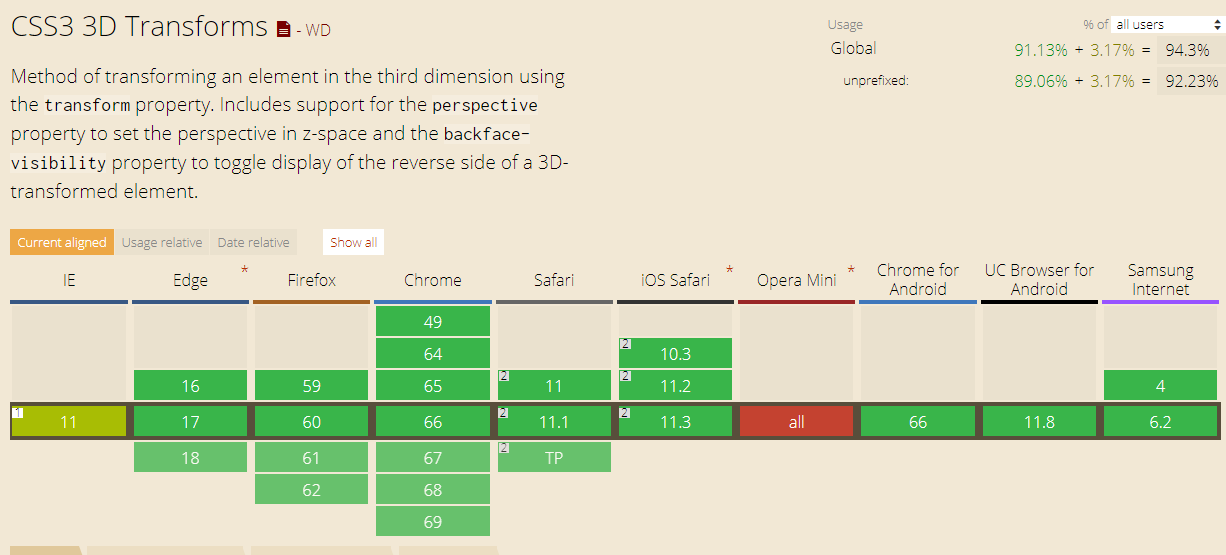 CSS3 3D Transforms - WD
Usage % of all users
Global 91.13% + 3.17% = 94.3%
unprefixed: 89.06% + 3.17% = 92.23%
Method of transforming an element in the third dimension using
the transform property. Includes support for the perspective
property to set the perspective in z-space and the backface-
visibility property to toggle display of the reverse side of a 3D-
transformed element.
Current aligned Usage relative Date relative Show all
IE Edge * Firefox Chrome Safari iOS Safari * Opera Mini * Chrome for Android UC Browser for Android Samsung Internet
49
64 2 10.3
16 59 65 2 11 2 11.2 4
1 11 17 60 66 2 11.1 2 11.3 all 66 11.8 6.2
18 61 67 2 TP
62 68
69